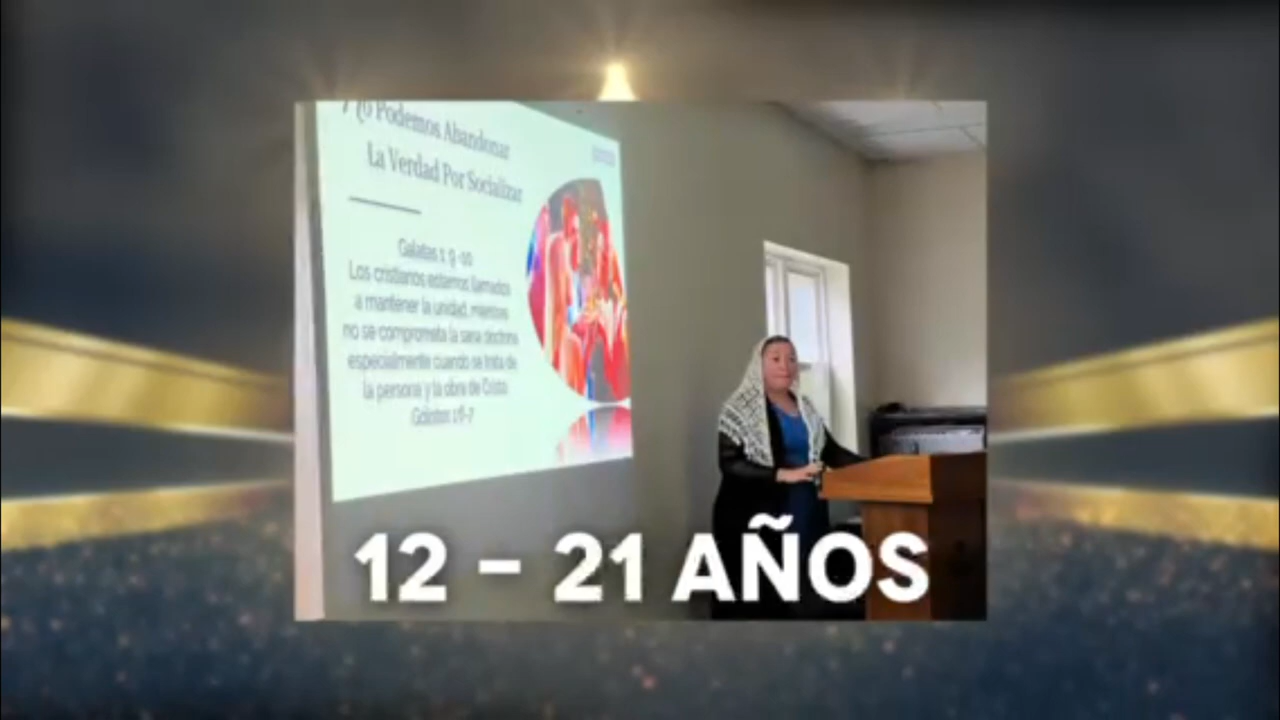 No Podemos Abandonar
La Verdad Por Socializar
Galatas 1: 9 -10
Los cristianos estamos llamados
a mantener la unidad, mientras
no se comprometa la sana doctrina
especialmente cuando se trata de
la persona y la obra de Cristo
Gálatas 1:6-7
12 - 21 AÑOS